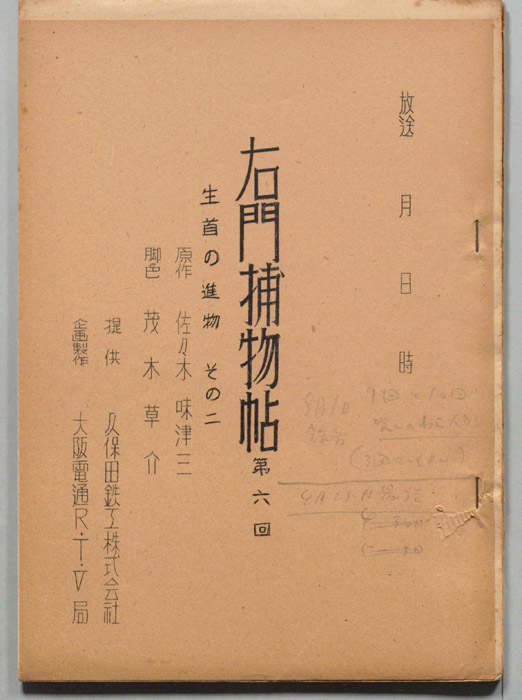 放送 月 日 時
右門捕物帖 第六回
生首の進物 その二
原作 佐々木味津三
脚色 茂木草介
提供 久保田鉄工株式会社
企画製作 大阪電通R・T・V局